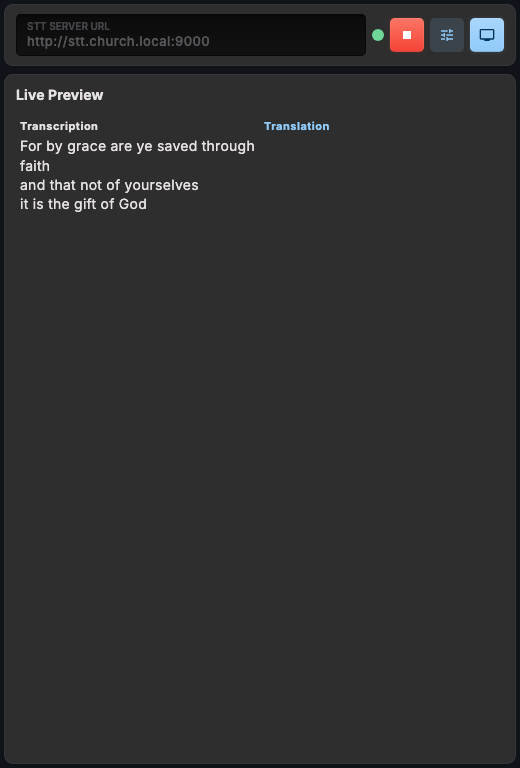 STT SERVER URL
http://stt.church.local:9000
Live Preview
Transcription
Translation
For by grace are ye saved through
faith
and that not of yourselves
it is the gift of God